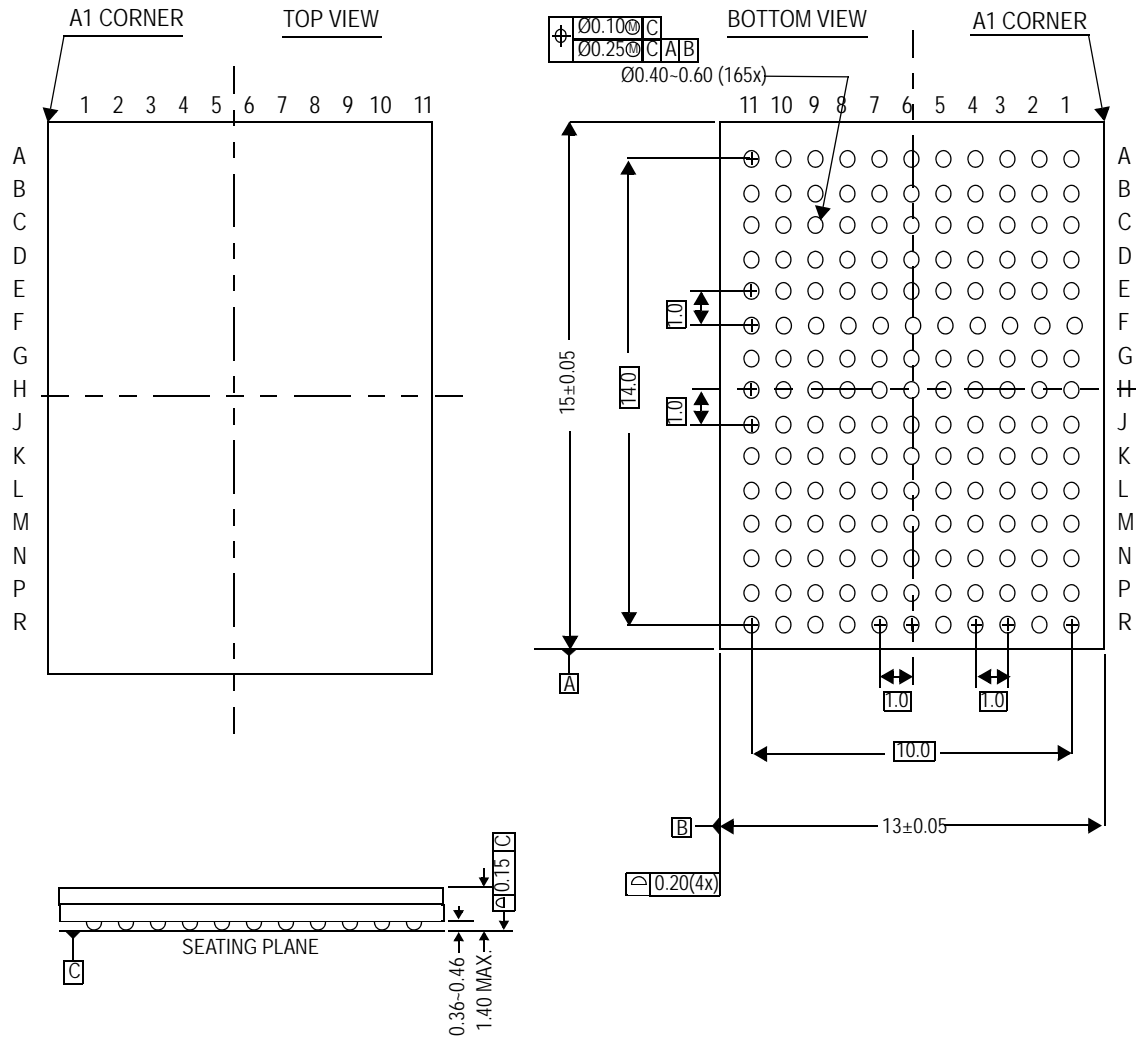 A1 CORNER
TOP VIEW
1 2 3 4 5 6 7 8 9 10 11
A
B
C
D
E
F
G
H
J
K
L
M
N
P
R
Ø0.10Ⓜ C
Ø0.25Ⓜ C A B
Ø0.40~0.60 (165x)
BOTTOM VIEW
A1 CORNER
11 10 9 8 7 6 5 4 3 2 1
A
B
C
D
E
F
G
H
J
K
L
M
N
P
R
1.0
1.0
14.0
15±0.05
A
1.0
1.0
10.0
B
13±0.05
0.20(4x)
0.15 C
SEATING PLANE
C
0.36~0.46
1.40 MAX.